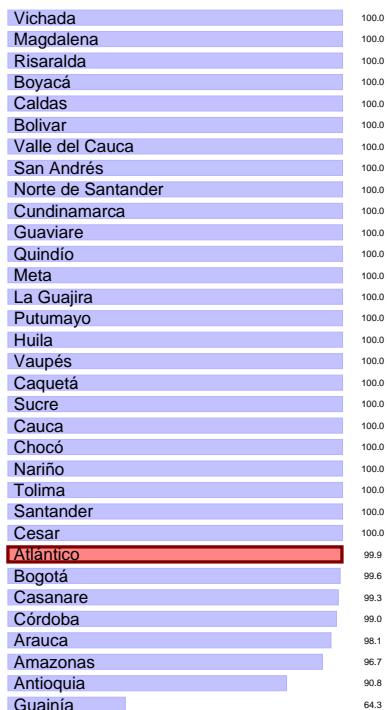 Vichada 100.0
Magdalena 100.0
Risaralda 100.0
Boyacá 100.0
Caldas 100.0
Bolivar 100.0
Valle del Cauca 100.0
San Andrés 100.0
Norte de Santander 100.0
Cundinamarca 100.0
Guaviare 100.0
Quindío 100.0
Meta 100.0
La Guajira 100.0
Putumayo 100.0
Huila 100.0
Vaupés 100.0
Caquetá 100.0
Sucre 100.0
Cauca 100.0
Chocó 100.0
Nariño 100.0
Tolima 100.0
Santander 100.0
Cesar 100.0
Atlántico 99.9
Bogotá 99.6
Casanare 99.3
Córdoba 99.0
Arauca 98.1
Amazonas 96.7
Antioquia 90.8
Guainía 64.3